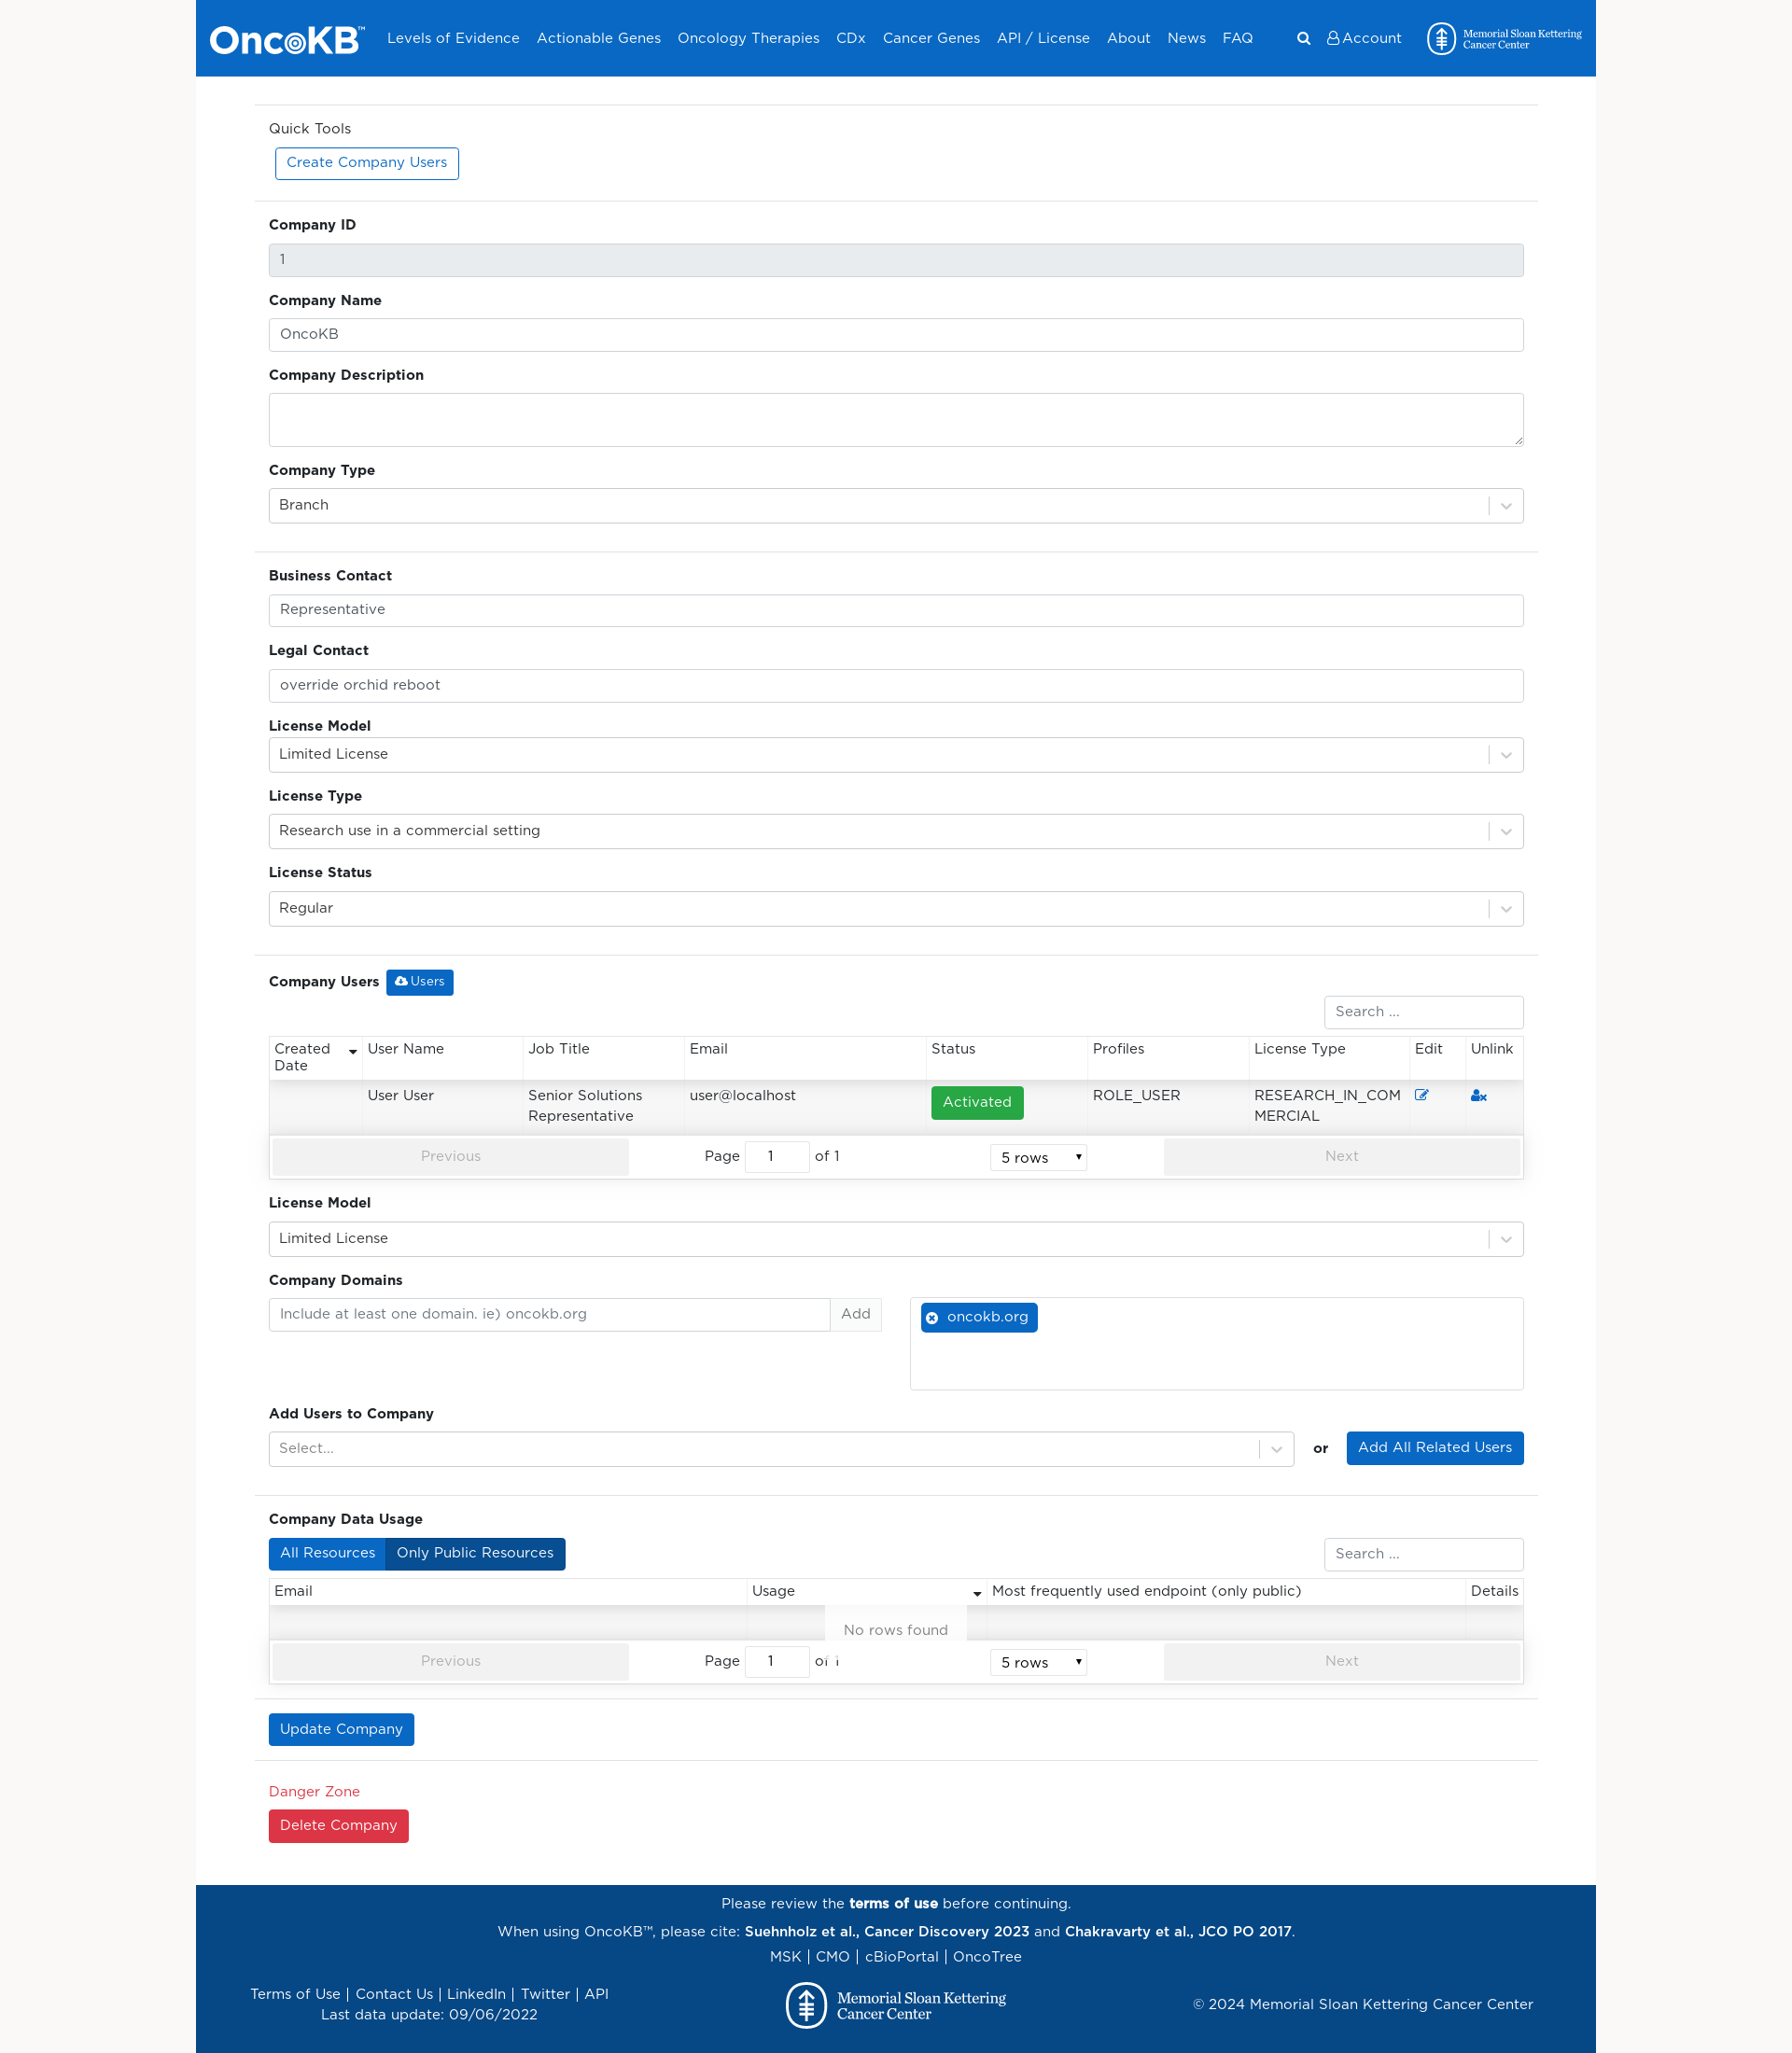 OncoKB™ Levels of Evidence Actionable Genes Oncology Therapies CDx Cancer Genes API / License About News FAQ Account Memorial Sloan Kettering
Cancer Center
Quick Tools
Create Company Users
Company ID
1
Company Name
OncoKB
Company Description
Company Type
Branch
Business Contact
Representative
Legal Contact
override orchid reboot
License Model
Limited License
License Type
Research use in a commercial setting
License Status
Regular
Company Users Users
Search ...
Created Date User Name Job Title Email Status Profiles License Type Edit Unlink
User User Senior Solutions Representative user@localhost Activated ROLE_USER RESEARCH_IN_COMMERCIAL
Previous Page 1 of 1 5 rows Next
License Model
Limited License
Company Domains
Include at least one domain. ie) oncokb.org Add oncokb.org
Add Users to Company
Select... or Add All Related Users
Company Data Usage
All Resources Only Public Resources Search ...
Email Usage Most frequently used endpoint (only public) Details
No rows found
Previous Page 1 of 1 5 rows Next
Update Company
Danger Zone
Delete Company
Please review the terms of use before continuing.
When using OncoKB™, please cite: Suehnholz et al., Cancer Discovery 2023 and Chakravarty et al., JCO PO 2017.
MSK | CMO | cBioPortal | OncoTree
Terms of Use | Contact Us | LinkedIn | Twitter | API
Last data update: 09/06/2022
Memorial Sloan Kettering
Cancer Center
© 2024 Memorial Sloan Kettering Cancer Center